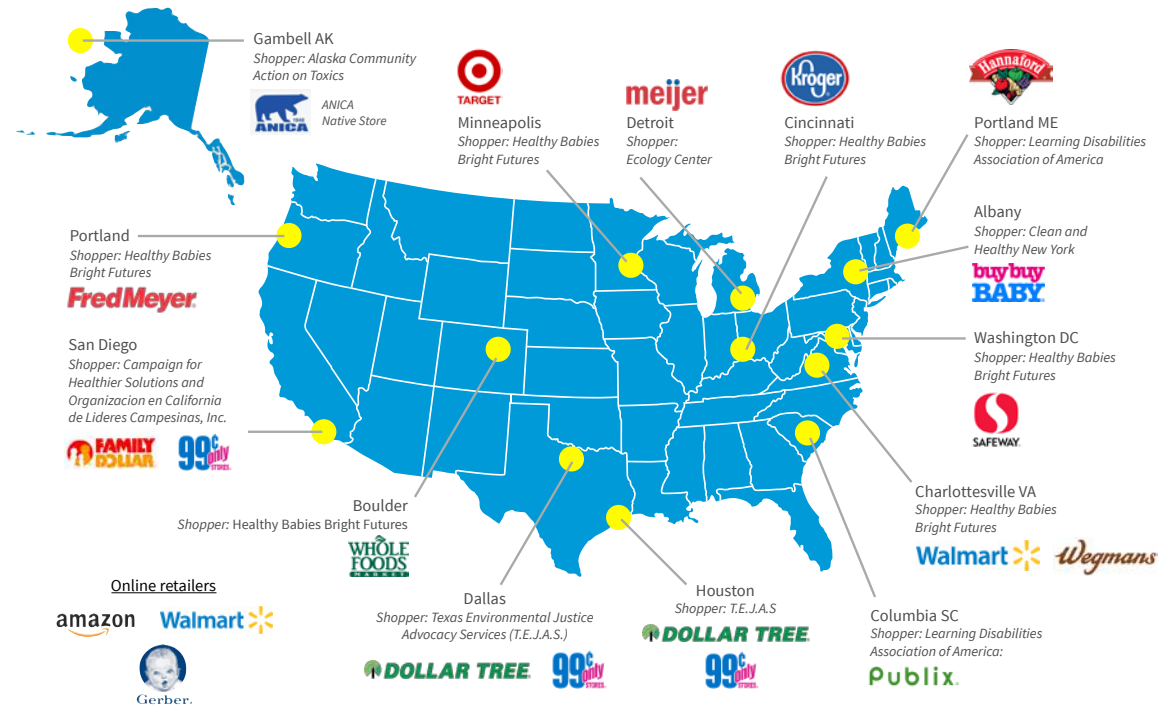 Gambell AK
Shopper: Alaska Community
Action on Toxics
1948
ANICA
ANICA
Native Store
TARGET
Minneapolis
Shopper: Healthy Babies
Bright Futures
meijer
Detroit
Shopper:
Ecology Center
Kroger
Cincinnati
Shopper: Healthy Babies
Bright Futures
Hannaford
Portland ME
Shopper: Learning Disabilities
Association of America
Albany
Shopper: Clean and
Healthy New York
buybuy
BABY
Portland
Shopper: Healthy Babies
Bright Futures
FredMeyer
San Diego
Shopper: Campaign for
Healthier Solutions and
Organizacion en California
de Lideres Campesinas, Inc.
FAMILY
DOLLAR
99¢ only
STORES
Washington DC
Shopper: Healthy Babies
Bright Futures
SAFEWAY
Boulder
Shopper: Healthy Babies Bright Futures
WHOLE
FOODS
MARKET
Charlottesville VA
Shopper: Healthy Babies
Bright Futures
Walmart
Wegmans
Online retailers
amazon
Walmart
Gerber
Dallas
Shopper: Texas Environmental Justice
Advocacy Services (T.E.J.A.S.)
DOLLAR TREE
99¢ only
STORES
Houston
Shopper: T.E.J.A.S
DOLLAR TREE
99¢ only
STORES
Columbia SC
Shopper: Learning Disabilities
Association of America:
Publix